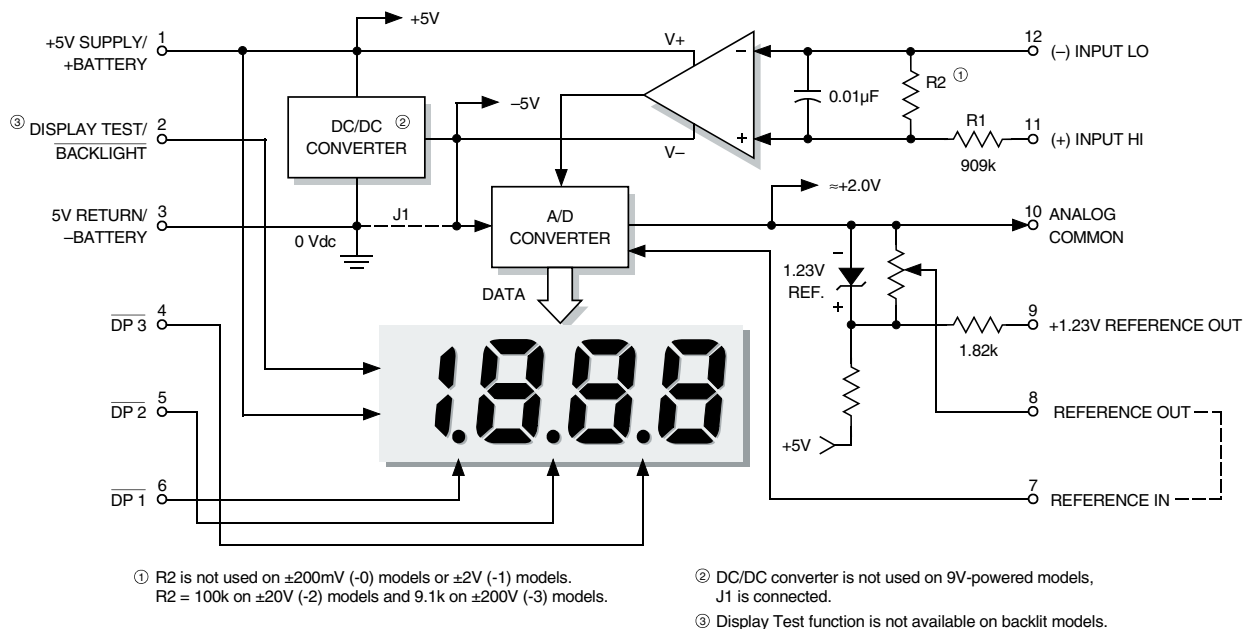 +5V
+5V SUPPLY/
+BATTERY
1
V+
12
(–) INPUT LO
–5V
R2 ①
0.01µF
③ DISPLAY TEST/
BACKLIGHT
2
DC/DC ②
CONVERTER
V–
R1
909k
11
(+) INPUT HI
≈+2.0V
5V RETURN/
–BATTERY
3
0 Vdc
J1
A/D
CONVERTER
10
ANALOG
COMMON
1.23V
REF.
DATA
DP 3
4
9
+1.23V REFERENCE OUT
1.82k
1.8.8.8
DP 2
5
8
REFERENCE OUT
+5V
DP 1
6
7
REFERENCE IN
① R2 is not used on ±200mV (-0) models or ±2V (-1) models.
R2 = 100k on ±20V (-2) models and 9.1k on ±200V (-3) models.
② DC/DC converter is not used on 9V-powered models,
J1 is connected.
③ Display Test function is not available on backlit models.